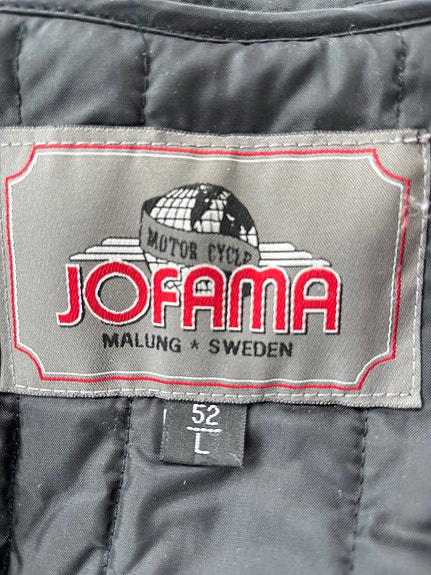 MOTOR CYCLE
JOFAMA
MALUNG * SWEDEN
52
L